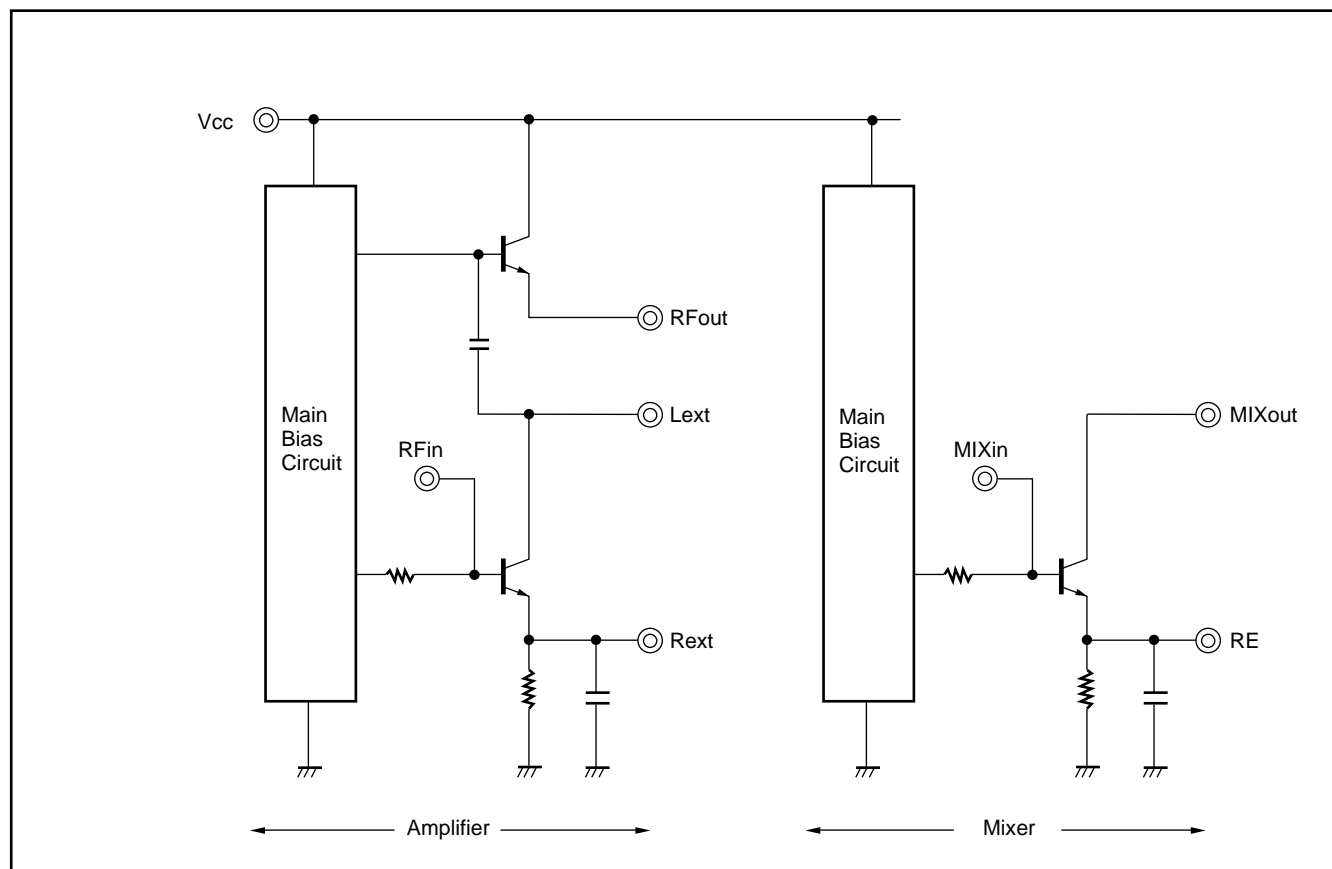 Vcc
RFout
Main
Bias
Circuit
Lext
RFin
Rext
Amplifier
Main
Bias
Circuit
MIXout
MIXin
RE
Mixer